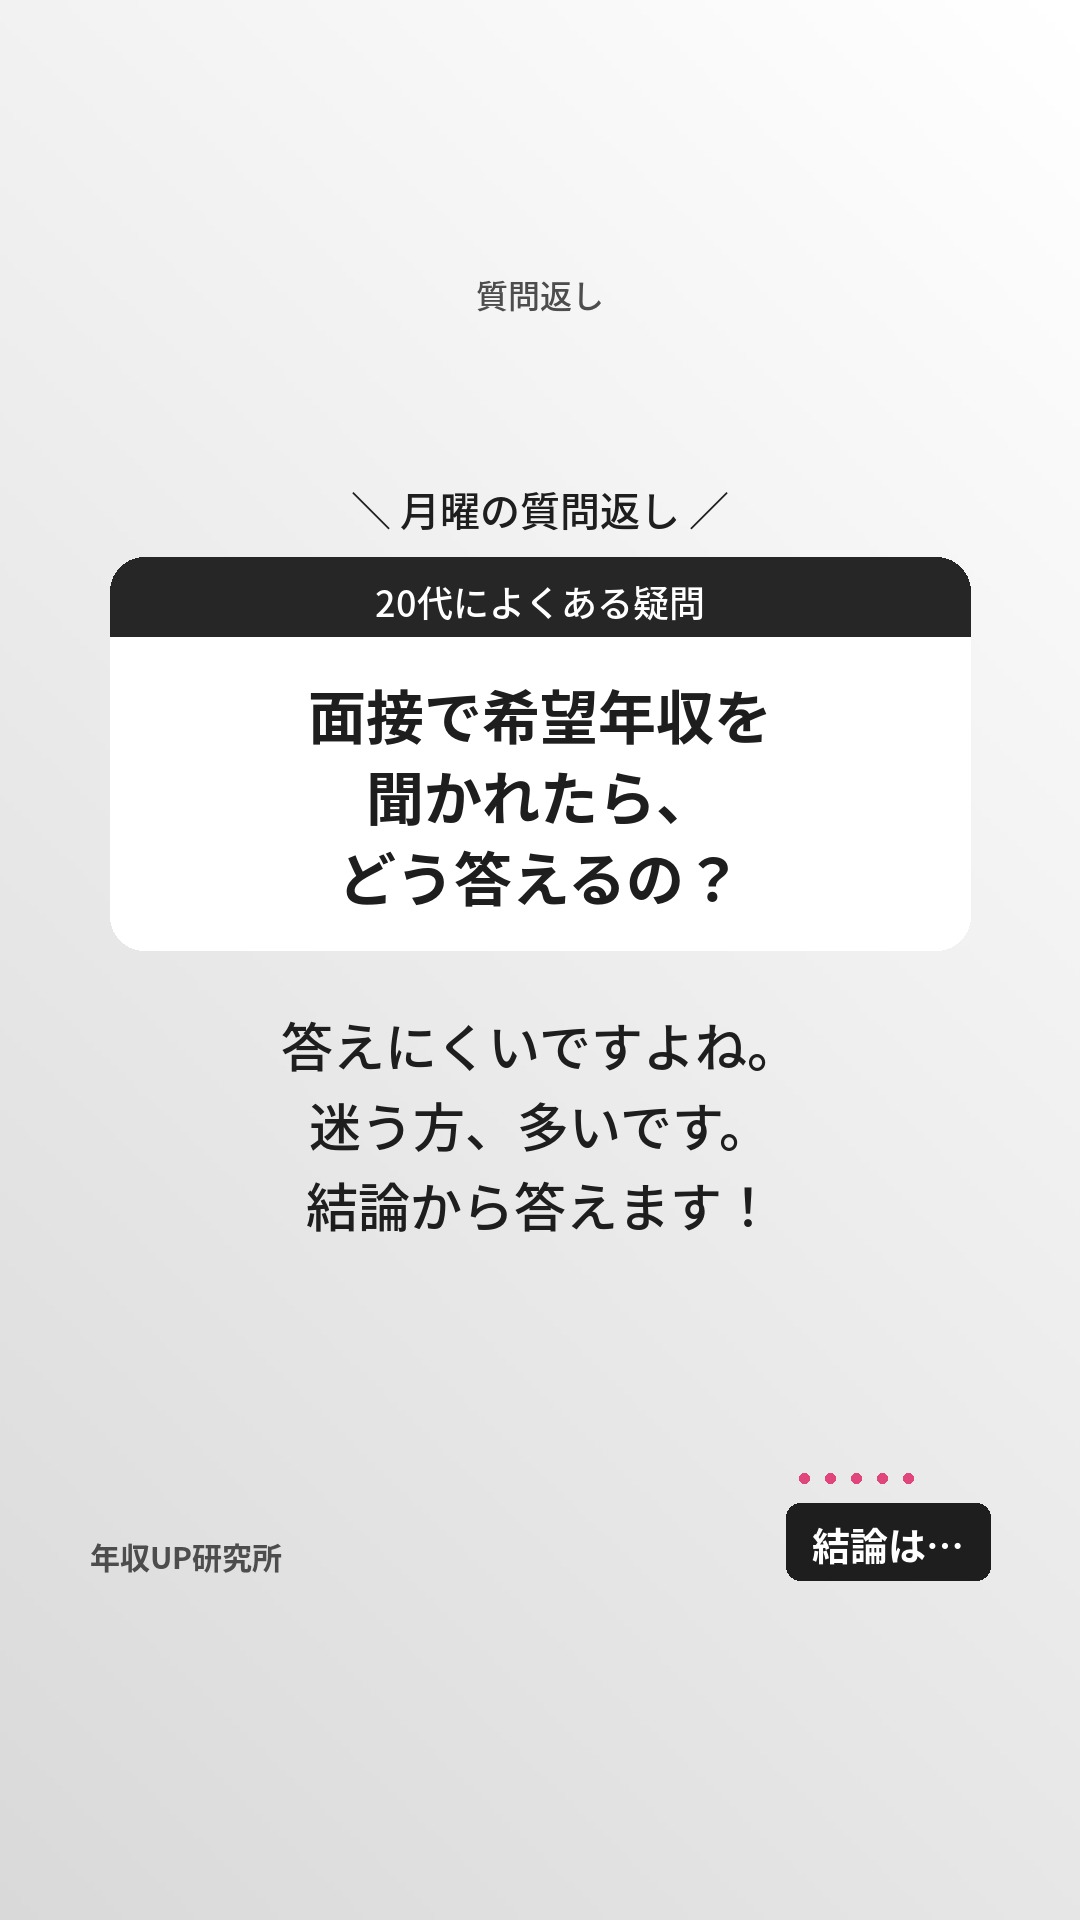 質問返し
＼ 月曜の質問返し ／
20代によくある疑問
面接で希望年収を
聞かれたら、
どう答えるの？
答えにくいですよね。
迷う方、多いです。
結論から答えます！
結論は…
年収UP研究所